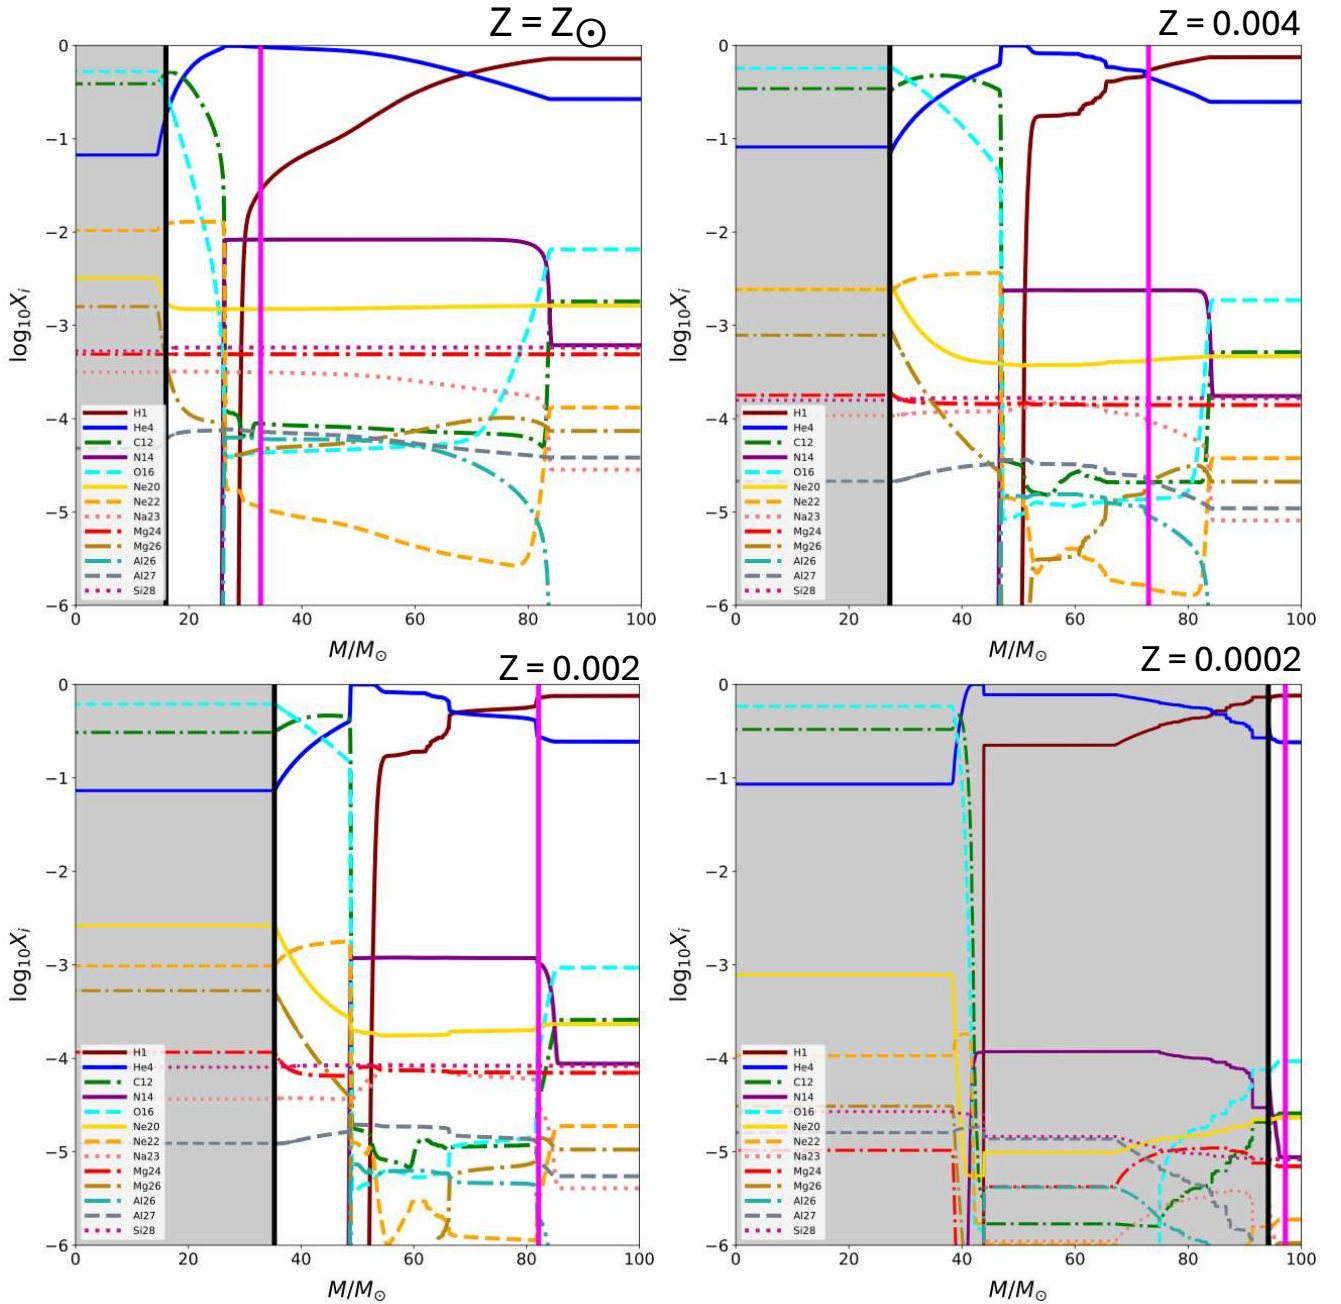 Z = Z☉
Z = 0.004
0
−1
−2
−3
−4
−5
−6
log₁₀Xᵢ
H1
He4
C12
N14
O16
Ne20
Ne22
Na23
Mg24
Mg26
Al26
Al27
Si28
0 20 40 60 80 100
M/M☉
0
−1
−2
−3
−4
−5
−6
log₁₀Xᵢ
H1
He4
C12
N14
O16
Ne20
Ne22
Na23
Mg24
Mg26
Al26
Al27
Si28
0 20 40 60 80 100
M/M☉
Z = 0.002
Z = 0.0002
0
−1
−2
−3
−4
−5
−6
log₁₀Xᵢ
H1
He4
C12
N14
O16
Ne20
Ne22
Na23
Mg24
Mg26
Al26
Al27
Si28
0 20 40 60 80 100
M/M☉
0
−1
−2
−3
−4
−5
−6
log₁₀Xᵢ
H1
He4
C12
N14
O16
Ne20
Ne22
Na23
Mg24
Mg26
Al26
Al27
Si28
0 20 40 60 80 100
M/M☉